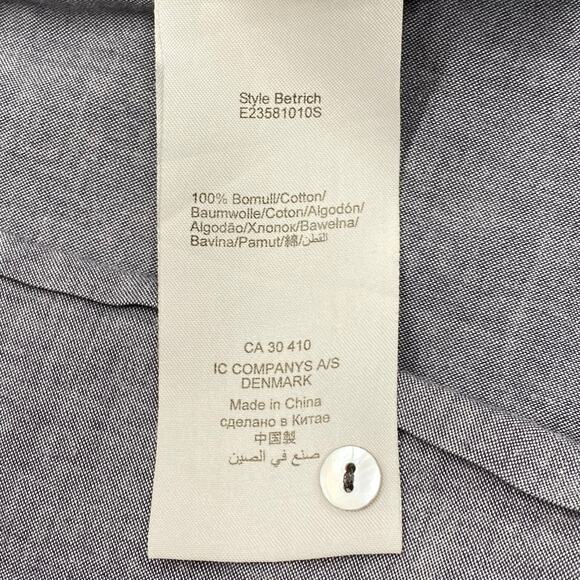 Style Betrich
E23581010S
100% Bomull/Cotton/
Baumwolle/Coton/Algodón/
Algodão/Хлопок/Bawełna/
Bavlna/Pamut/綿/القطن
CA 30 410
IC COMPANYS A/S
DENMARK
Made in China
сделано в Китае
中国製
صنع في الصين